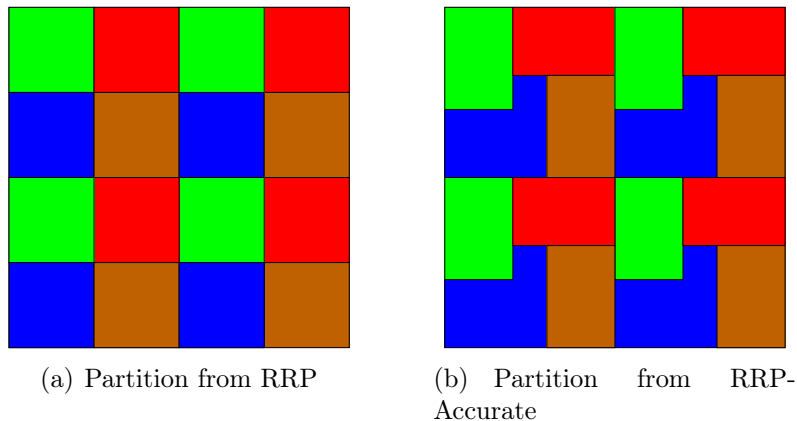 (a) Partition from RRP
(b) Partition from RRP-
Accurate